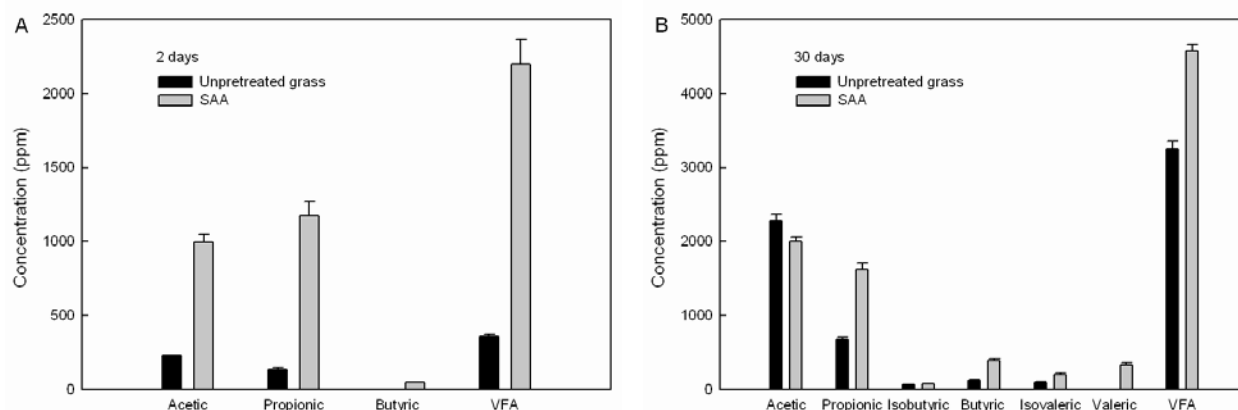 A
2 days
Unpretreated grass
SAA
Concentration (ppm)
2500
2000
1500
1000
500
0
Acetic Propionic Butyric VFA
B
30 days
Unpretreated grass
SAA
Concentration (ppm)
5000
4000
3000
2000
1000
0
Acetic Propionic Isobutyric Butyric Isovaleric Valeric VFA